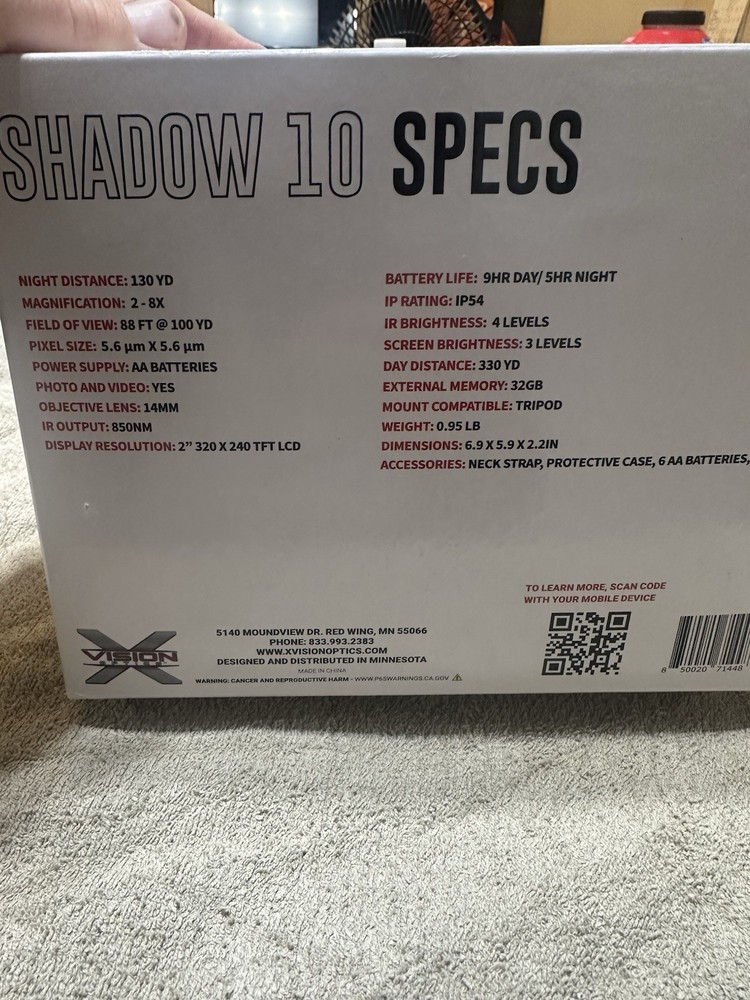 SHADOW 10 SPECS
NIGHT DISTANCE: 130 YD
MAGNIFICATION: 2 - 8X
FIELD OF VIEW: 88 FT @ 100 YD
PIXEL SIZE: 5.6 µm X 5.6 µm
POWER SUPPLY: AA BATTERIES
PHOTO AND VIDEO: YES
OBJECTIVE LENS: 14MM
IR OUTPUT: 850NM
DISPLAY RESOLUTION: 2” 320 X 240 TFT LCD
BATTERY LIFE: 9HR DAY/ 5HR NIGHT
IP RATING: IP54
IR BRIGHTNESS: 4 LEVELS
SCREEN BRIGHTNESS: 3 LEVELS
DAY DISTANCE: 330 YD
EXTERNAL MEMORY: 32GB
MOUNT COMPATIBLE: TRIPOD
WEIGHT: 0.95 LB
DIMENSIONS: 6.9 X 5.9 X 2.2IN
ACCESSORIES: NECK STRAP, PROTECTIVE CASE, 6 AA BATTERIES,
TO LEARN MORE, SCAN CODE
WITH YOUR MOBILE DEVICE
X
VISION
5140 MOUNDVIEW DR. RED WING, MN 55066
PHONE: 833.993.2383
WWW.XVISIONOPTICS.COM
DESIGNED AND DISTRIBUTED IN MINNESOTA
MADE IN CHINA
WARNING: CANCER AND REPRODUCTIVE HARM - WWW.P65WARNINGS.CA.GOV
8 50020 71448